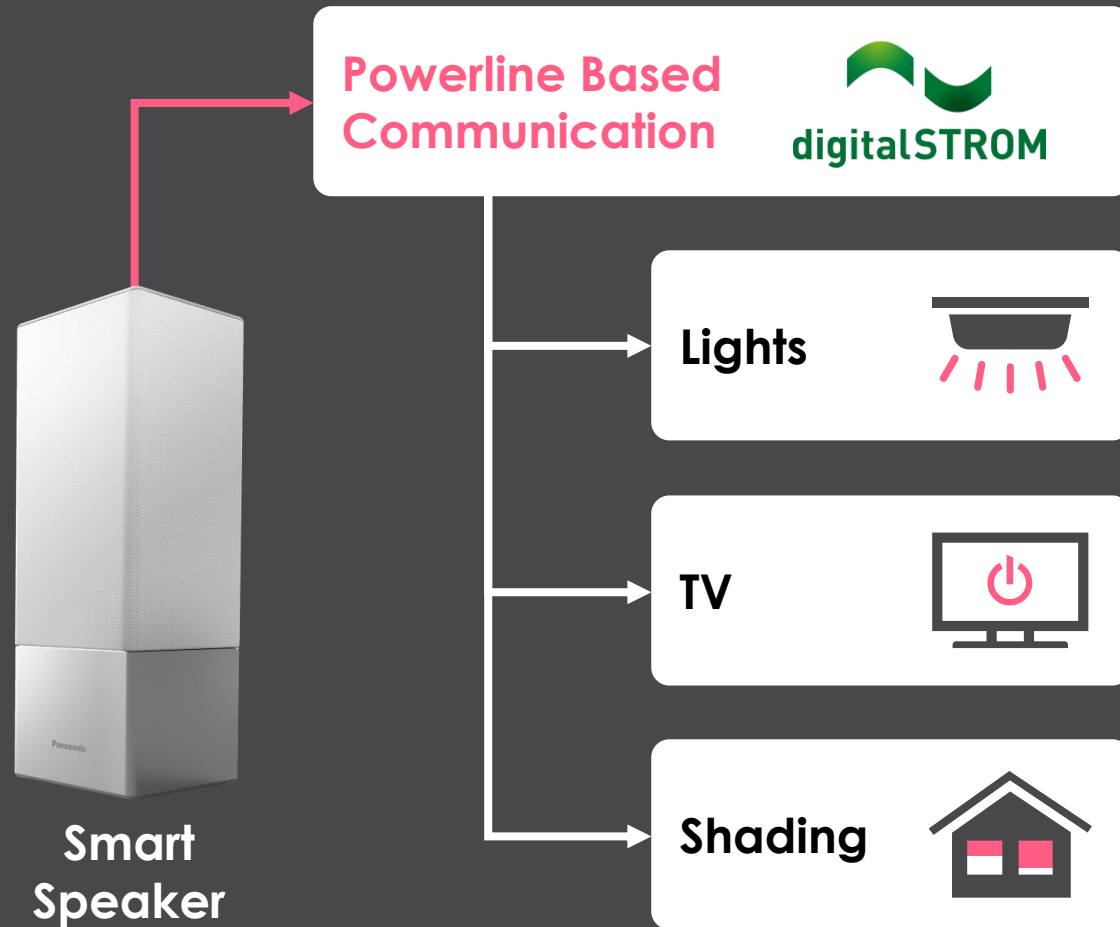 Powerline Based
Communication
digitalSTROM
Lights
TV
Panasonic
Shading
Smart
Speaker